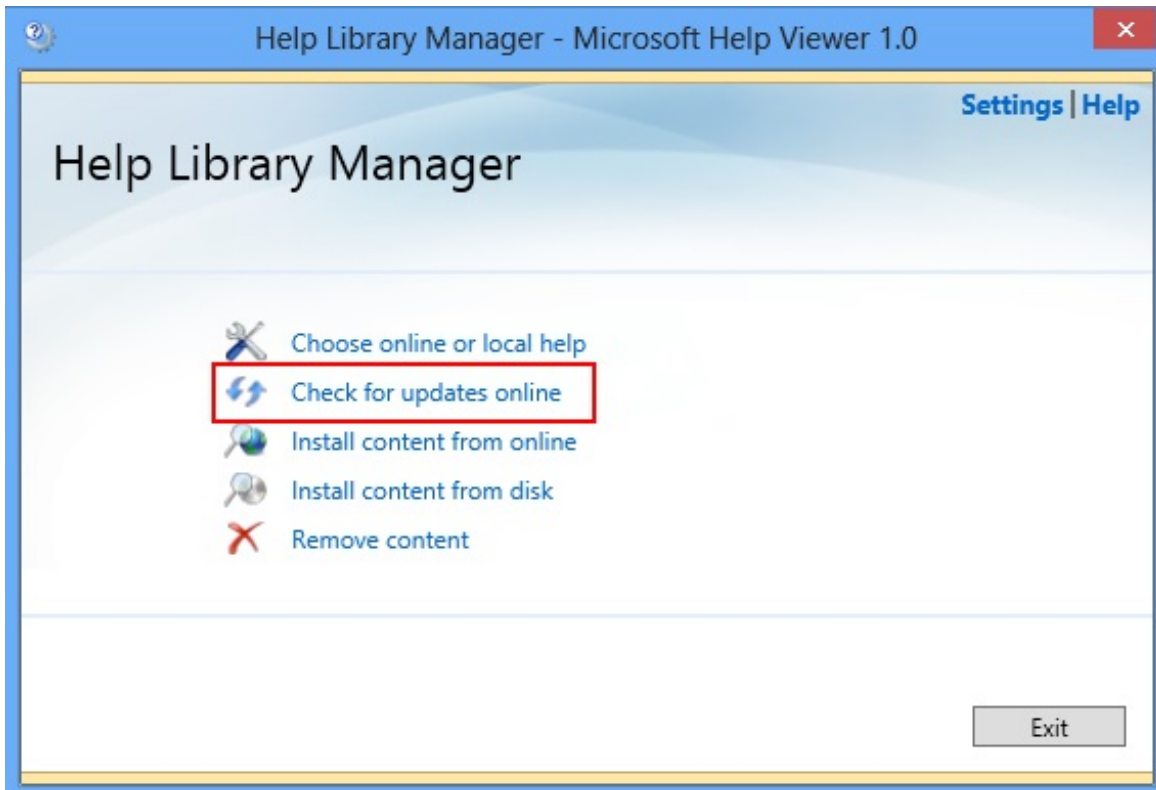 Help Library Manager - Microsoft Help Viewer 1.0
Settings | Help
Help Library Manager
Choose online or local help
Check for updates online
Install content from online
Install content from disk
Remove content
Exit